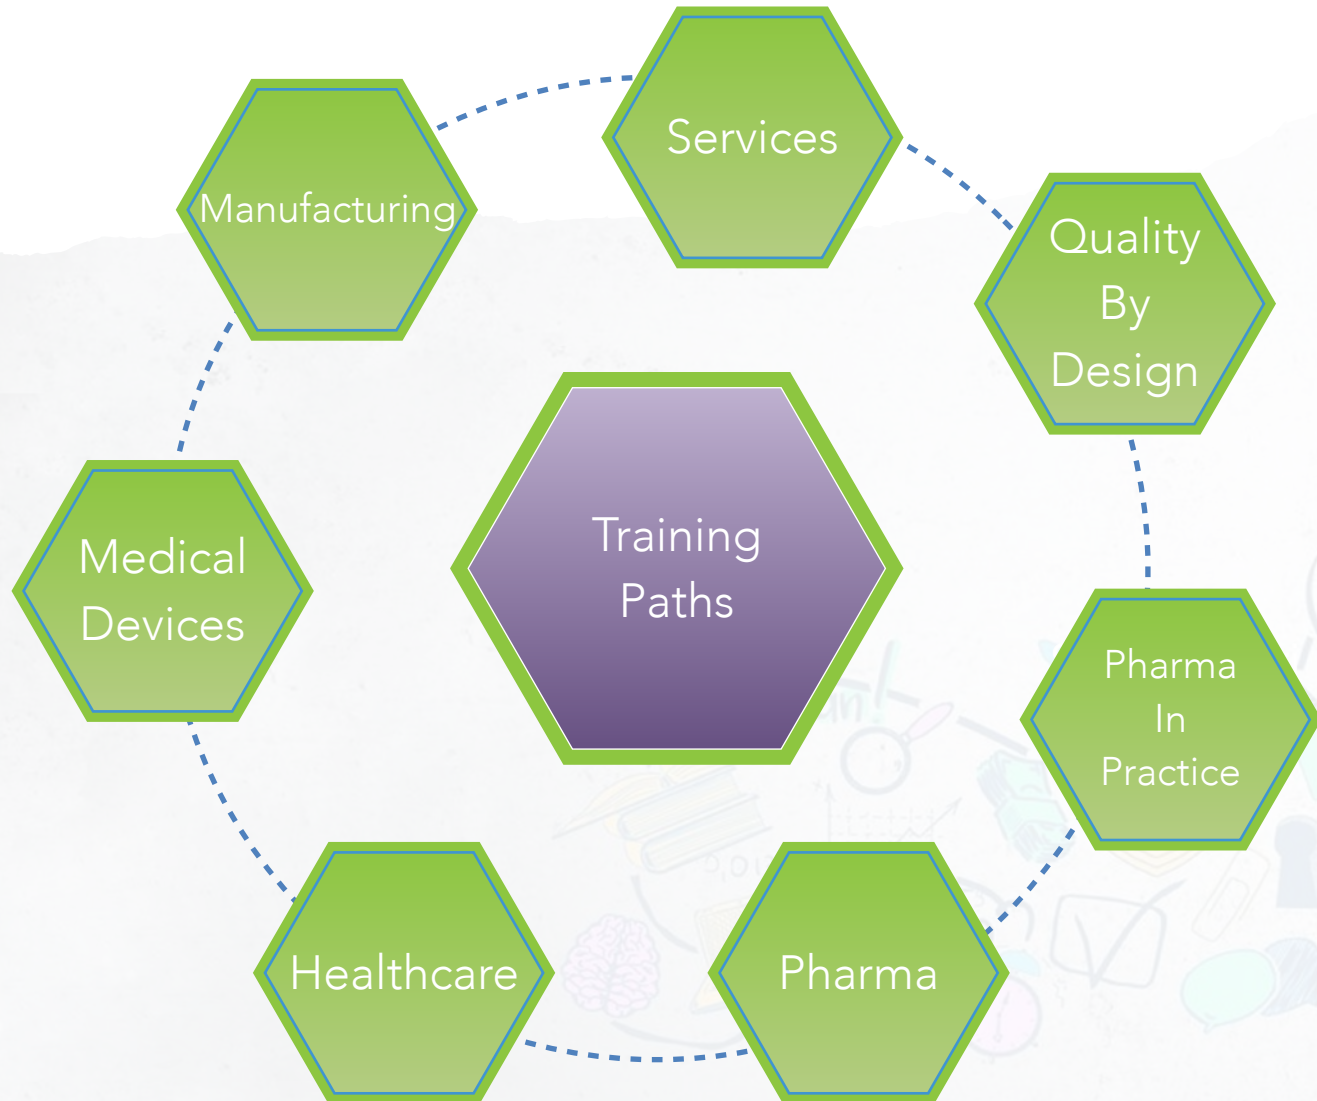 Services
Manufacturing
Quality
By
Design
Training
Paths
Medical
Devices
Pharma
In
Practice
Healthcare
Pharma